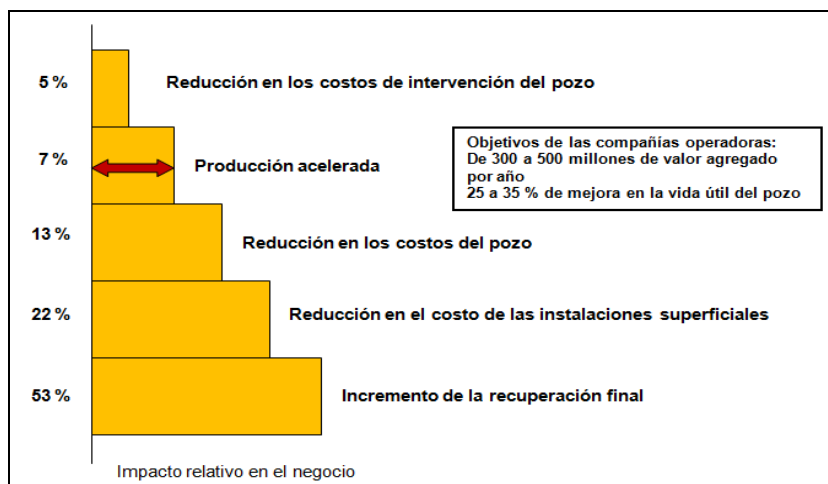 5 %
Reducción en los costos de intervención del pozo
7 %
Producción acelerada
Objetivos de las compañías operadoras:
De 300 a 500 millones de valor agregado
por año
25 a 35 % de mejora en la vida útil del pozo
13 %
Reducción en los costos del pozo
22 %
Reducción en el costo de las instalaciones superficiales
53 %
Incremento de la recuperación final
Impacto relativo en el negocio